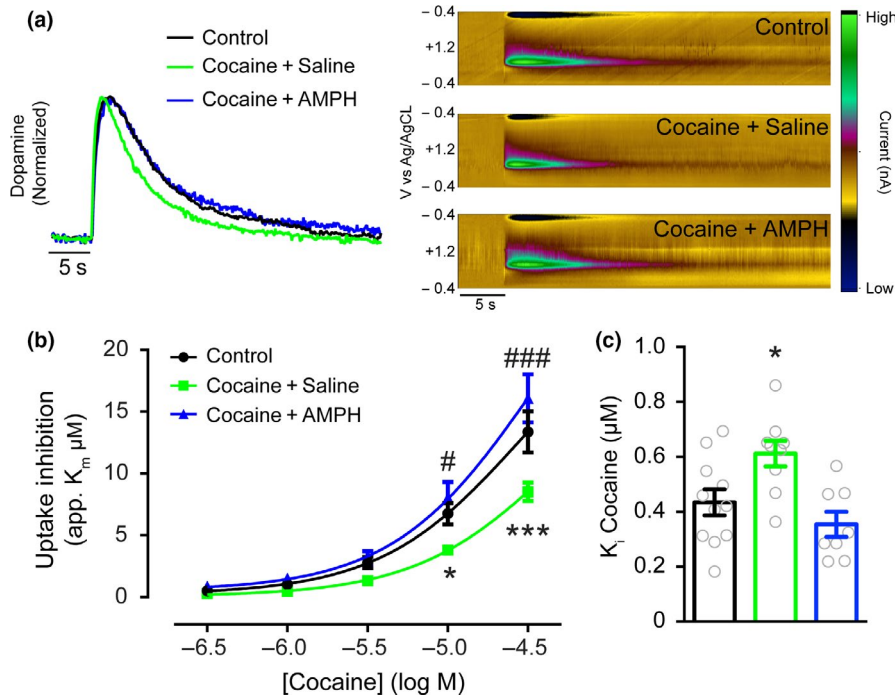 (a)
Control
Cocaine + Saline
Cocaine + AMPH
Dopamine
(Normalized)
5 s
V vs Ag/AgCL
– 0.4
+1.2
– 0.4
Control
– 0.4
+1.2
– 0.4
Cocaine + Saline
– 0.4
+1.2
– 0.4
Cocaine + AMPH
5 s
High
Current (nA)
Low
(b)
Control
Cocaine + Saline
Cocaine + AMPH
Uptake inhibition
(app. Km µM)
20
15
10
5
0
#
###
*
***
–6.5 –6.0 –5.5 –5.0 –4.5
[Cocaine] (log M)
(c)
Ki Cocaine (µM)
1.0
0.8
0.6
0.4
0.2
0
*